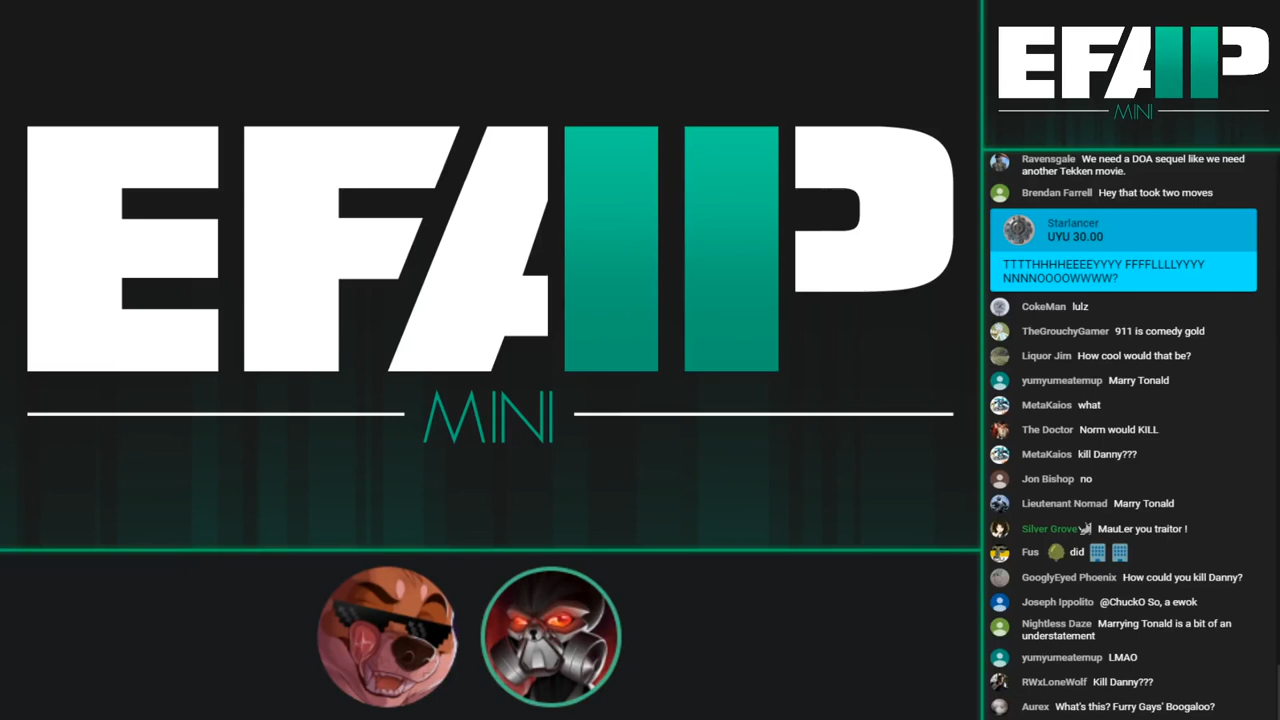 EFAP
MINI
EFAP
MINI
Ravensgale We need a DOA sequel like we need
another Tekken movie.
Brendan Farrell Hey that took two moves
Starlancer
UYU 30.00
TTTTHHHHEEEEYYYY FFFFLLLLYYYY
NNNNOOOOWWWW?
CokeMan lulz
TheGrouchyGamer 911 is comedy gold
Liquor Jim How cool would that be?
yumyumeatemup Marry Tonald
MetaKaios what
The Doctor Norm would KILL
MetaKaios kill Danny???
Jon Bishop no
Lieutenant Nomad Marry Tonald
Silver Grove MauLer you traitor !
Fus did
GooglyEyed Phoenix How could you kill Danny?
Joseph Ippolito @ChuckO So, a ewok
Nightless Daze Marrying Tonald is a bit of an
understatement
yumyumeatemup LMAO
RWxLoneWolf Kill Danny???
Aurex What's this? Furry Gays' Boogaloo?